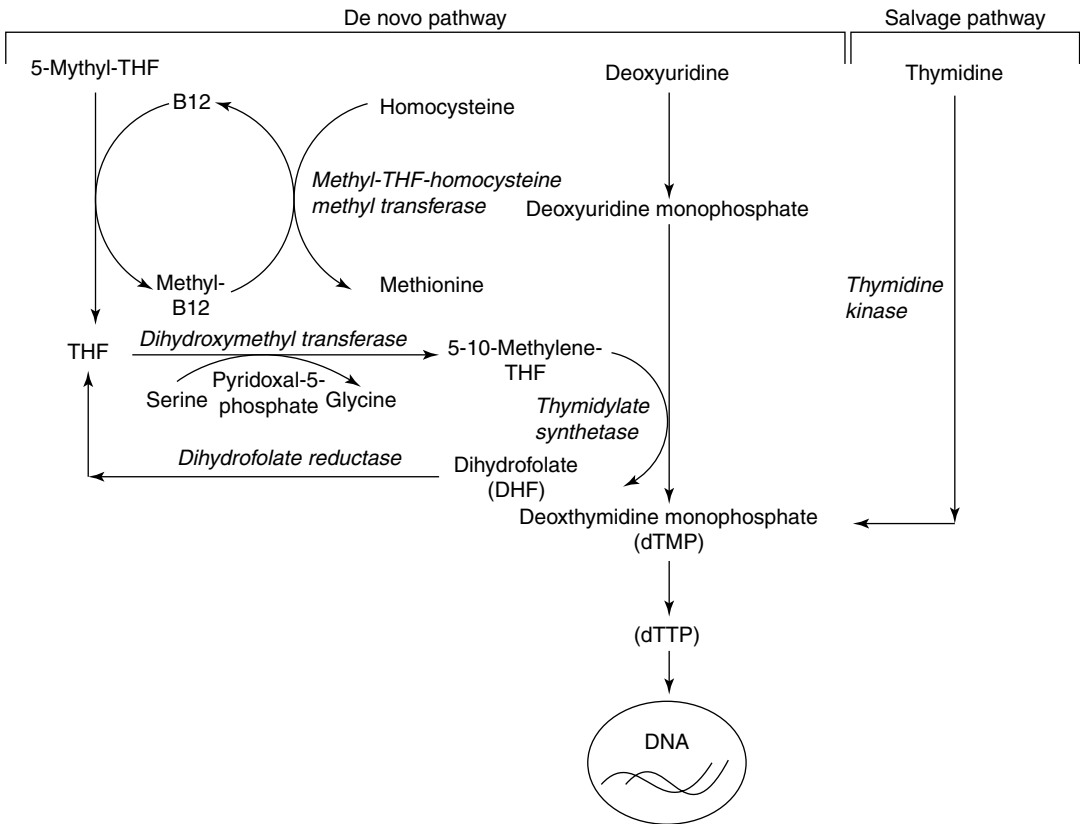 De novo pathway
Salvage pathway
5-Mythyl-THF
Deoxyuridine
Thymidine
B12
Homocysteine
Methyl-THF-homocysteine
methyl transferase
Deoxyuridine monophosphate
Methyl-
B12
Methionine
Thymidine
kinase
THF
Dihydroxymethyl transferase
5-10-Methylene-
THF
Serine
Pyridoxal-5-
phosphate
Glycine
Thymidylate
synthetase
Dihydrofolate reductase
Dihydrofolate
(DHF)
Deoxthymidine monophosphate
(dTMP)
(dTTP)
DNA